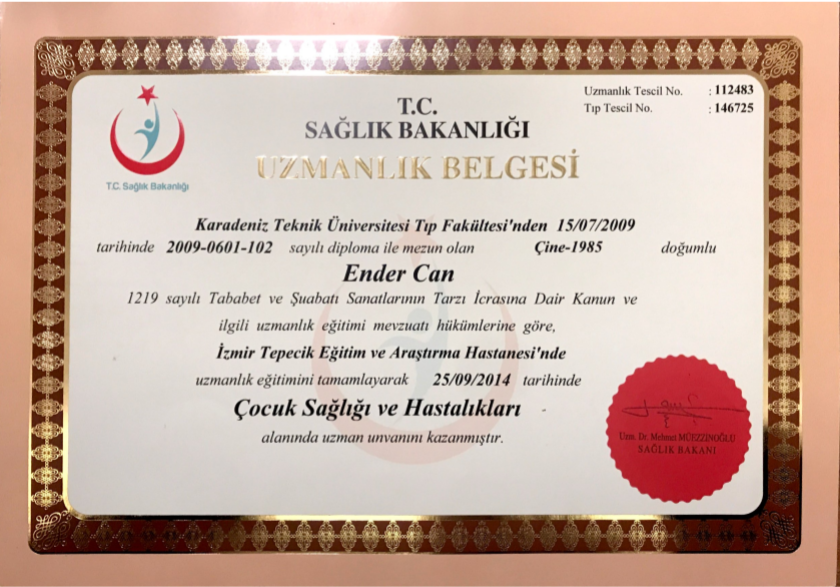 Uzmanlık Tescil No. : 112483
Tıp Tescil No. : 146725
T.C. Sağlık Bakanlığı
T.C.
SAĞLIK BAKANLIĞI
UZMANLIK BELGESİ
Karadeniz Teknik Üniversitesi Tıp Fakültesi'nden 15/07/2009
tarihinde 2009-0601-102 sayılı diploma ile mezun olan Çine-1985 doğumlu
Ender Can
1219 sayılı Tababet ve Şuabatı Sanatlarının Tarzı İcrasına Dair Kanun ve
ilgili uzmanlık eğitimi mevzuatı hükümlerine göre,
İzmir Tepecik Eğitim ve Araştırma Hastanesi'nde
uzmanlık eğitimini tamamlayarak 25/09/2014 tarihinde
Çocuk Sağlığı ve Hastalıkları
alanında uzman unvanını kazanmıştır.
Uzm. Dr. Mehmet MÜEZZİNOĞLU
SAĞLIK BAKANI